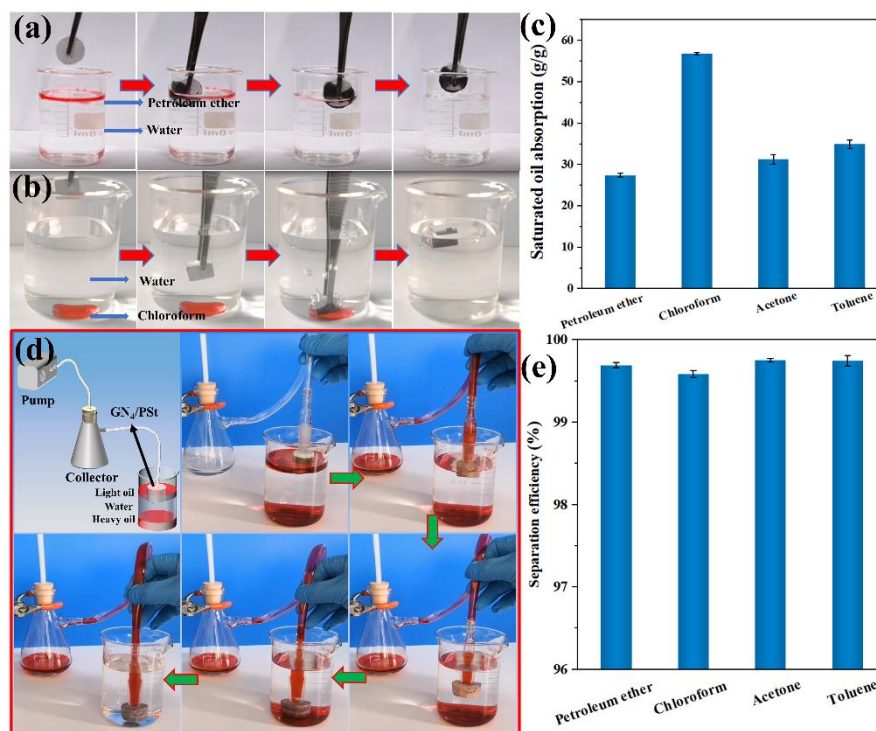 (a)
Petroleum ether
Water
(b)
Water
Chloroform
(c)
Saturated oil absorption (g/g)
60
50
40
30
20
10
0
Petroleum ether
Chloroform
Acetone
Toluene
(d)
Pump
GN4/PSt
Collector
Light oil
Water
Heavy oil
(e)
Separation efficiency (%)
100
99
98
97
96
Petroleum ether
Chloroform
Acetone
Toluene